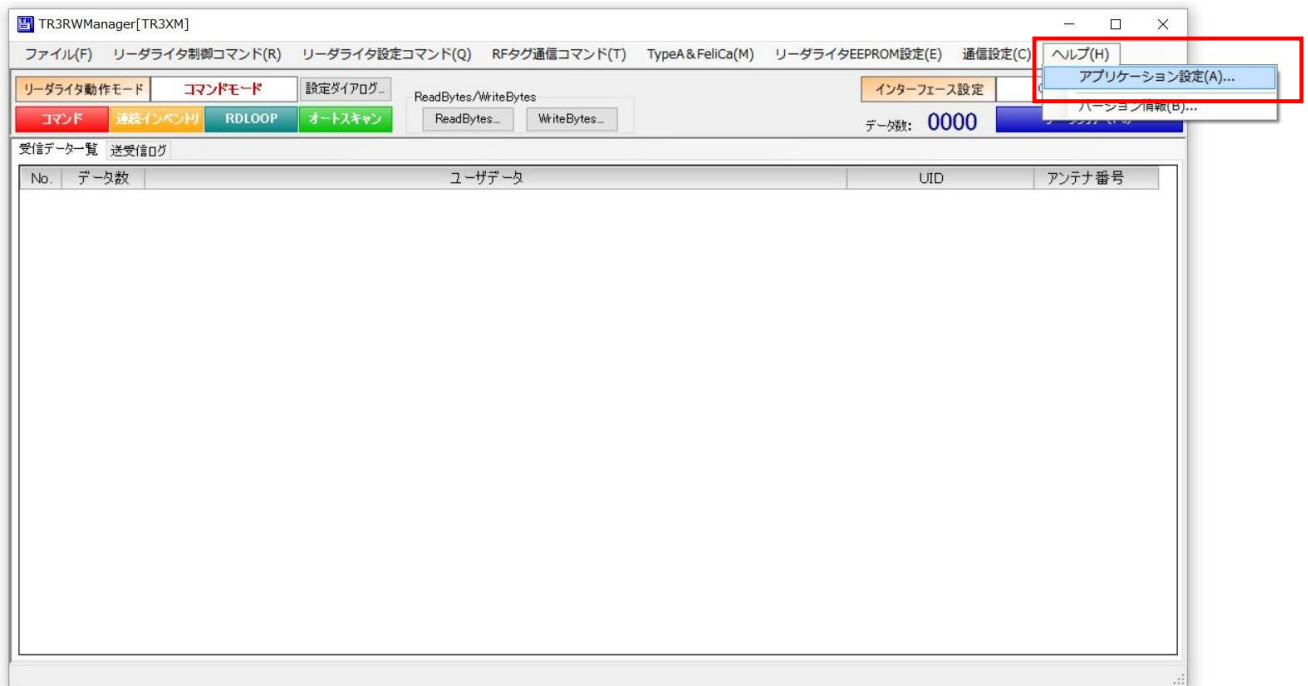 TR3RWManager[TR3XM]
ファイル(F) リーダライタ制御コマンド(R) リーダライタ設定コマンド(Q) RFタグ通信コマンド(T) TypeA&FeliCa(M) リーダライタEEPROM設定(E) 通信設定(C) ヘルプ(H)
アプリケーション設定(A)...
バージョン情報(B)...
リーダライタ動作モード コマンドモード 設定ダイアログ... ReadBytes/WriteBytes インターフェース設定
コマンド 連続インベントリ RDLOOP オートスキャン ReadBytes... WriteBytes... データ数: 0000
受信データ一覧 送受信ログ
No. データ数 ユーザデータ UID アンテナ番号